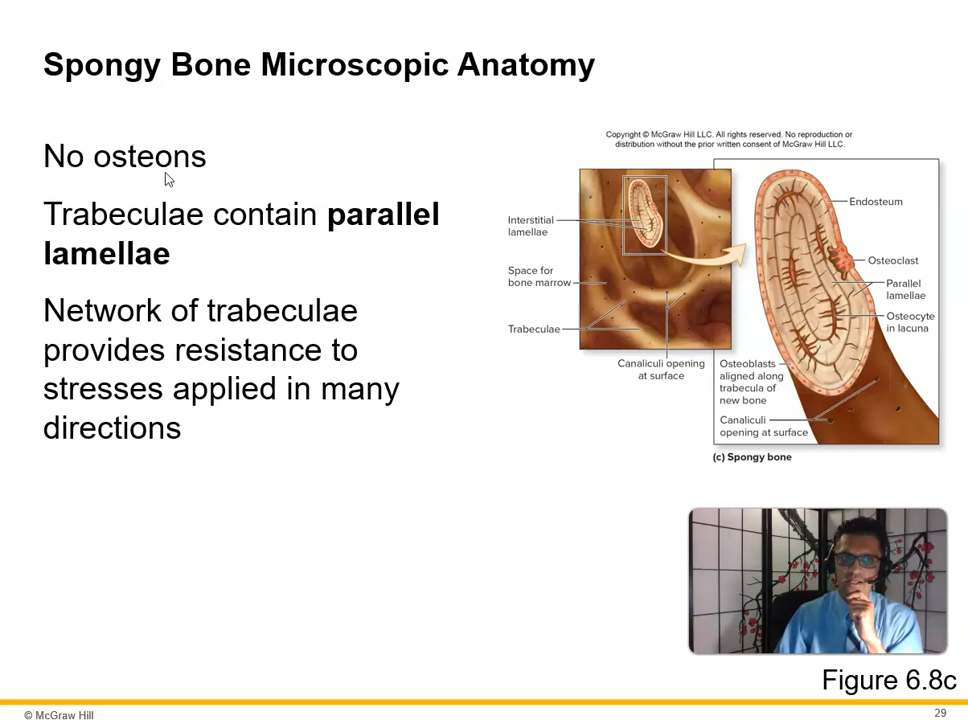 Spongy Bone Microscopic Anatomy
No osteons
Trabeculae contain parallel
lamellae
Network of trabeculae
provides resistance to
stresses applied in many
directions
Copyright © McGraw Hill LLC. All rights reserved. No reproduction or
distribution without the prior written consent of McGraw Hill LLC.
Interstitial
lamellae
Space for
bone marrow
Trabeculae
Canaliculi opening
at surface
Endosteum
Osteoclast
Parallel
lamellae
Osteocyte
in lacuna
Osteoblasts
aligned along
trabecula of
new bone
Canaliculi
opening at surface
(c) Spongy bone
Figure 6.8c
© McGraw Hill
29